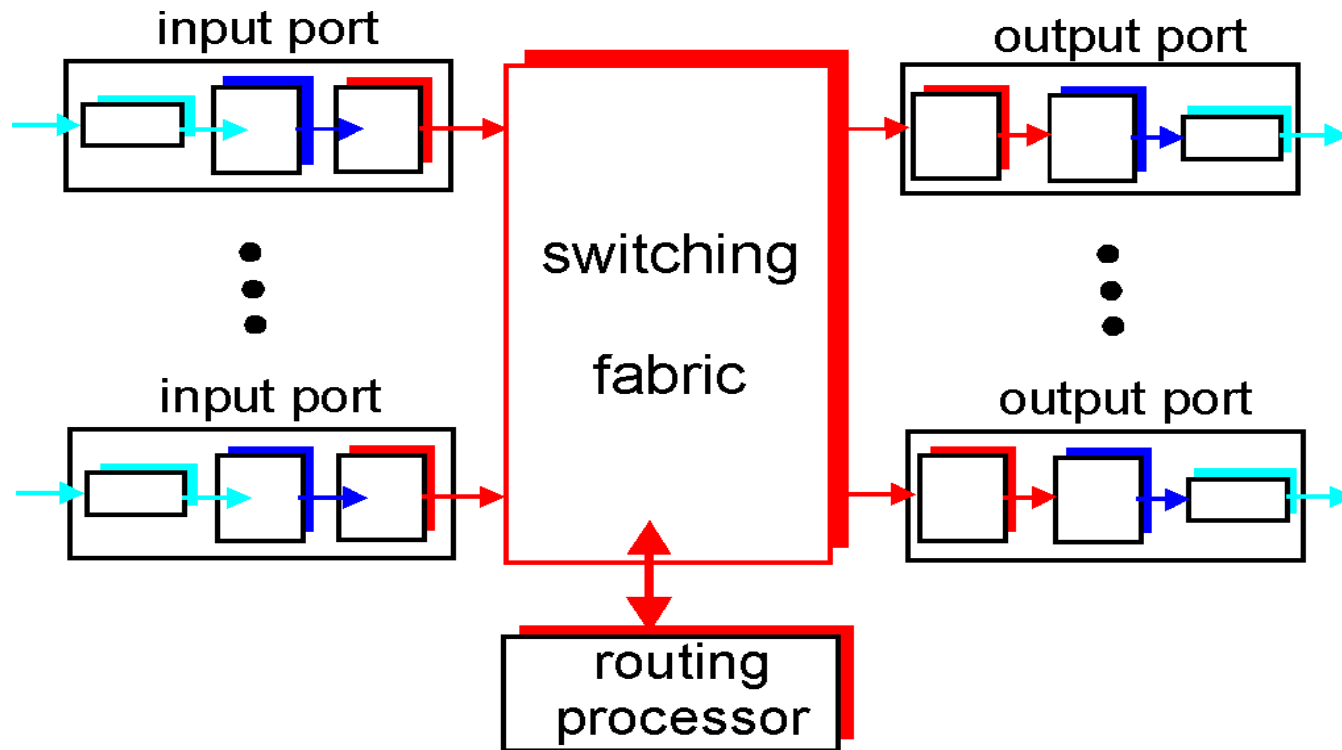 input port
output port
switching
fabric
input port
output port
routing
processor